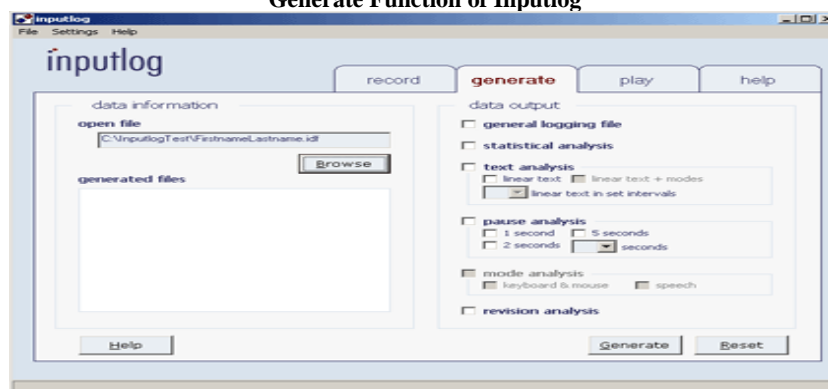 Generate Function of Inputlog
inputlog
File Settings Help
inputlog
record generate play help
data information
open file
C:\InputlogTest\FirstnameLastname.idf
Browse
generated files
Help
data output
general logging file
statistical analysis
text analysis
linear text linear text + modes
linear text in set intervals
pause analysis
1 second 5 seconds
2 seconds seconds
mode analysis
keyboard & mouse speech
revision analysis
Generate Reset